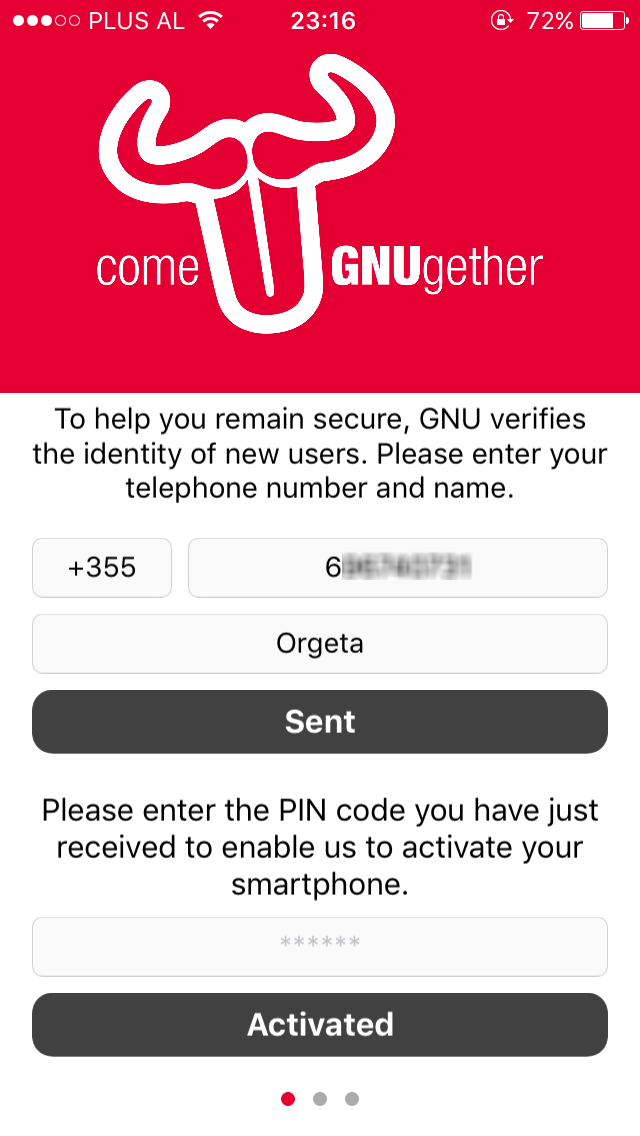 PLUS AL 23:16 72%
come GNUgether
To help you remain secure, GNU verifies
the identity of new users. Please enter your
telephone number and name.
+355 6
Orgeta
Sent
Please enter the PIN code you have just
received to enable us to activate your
smartphone.
******
Activated